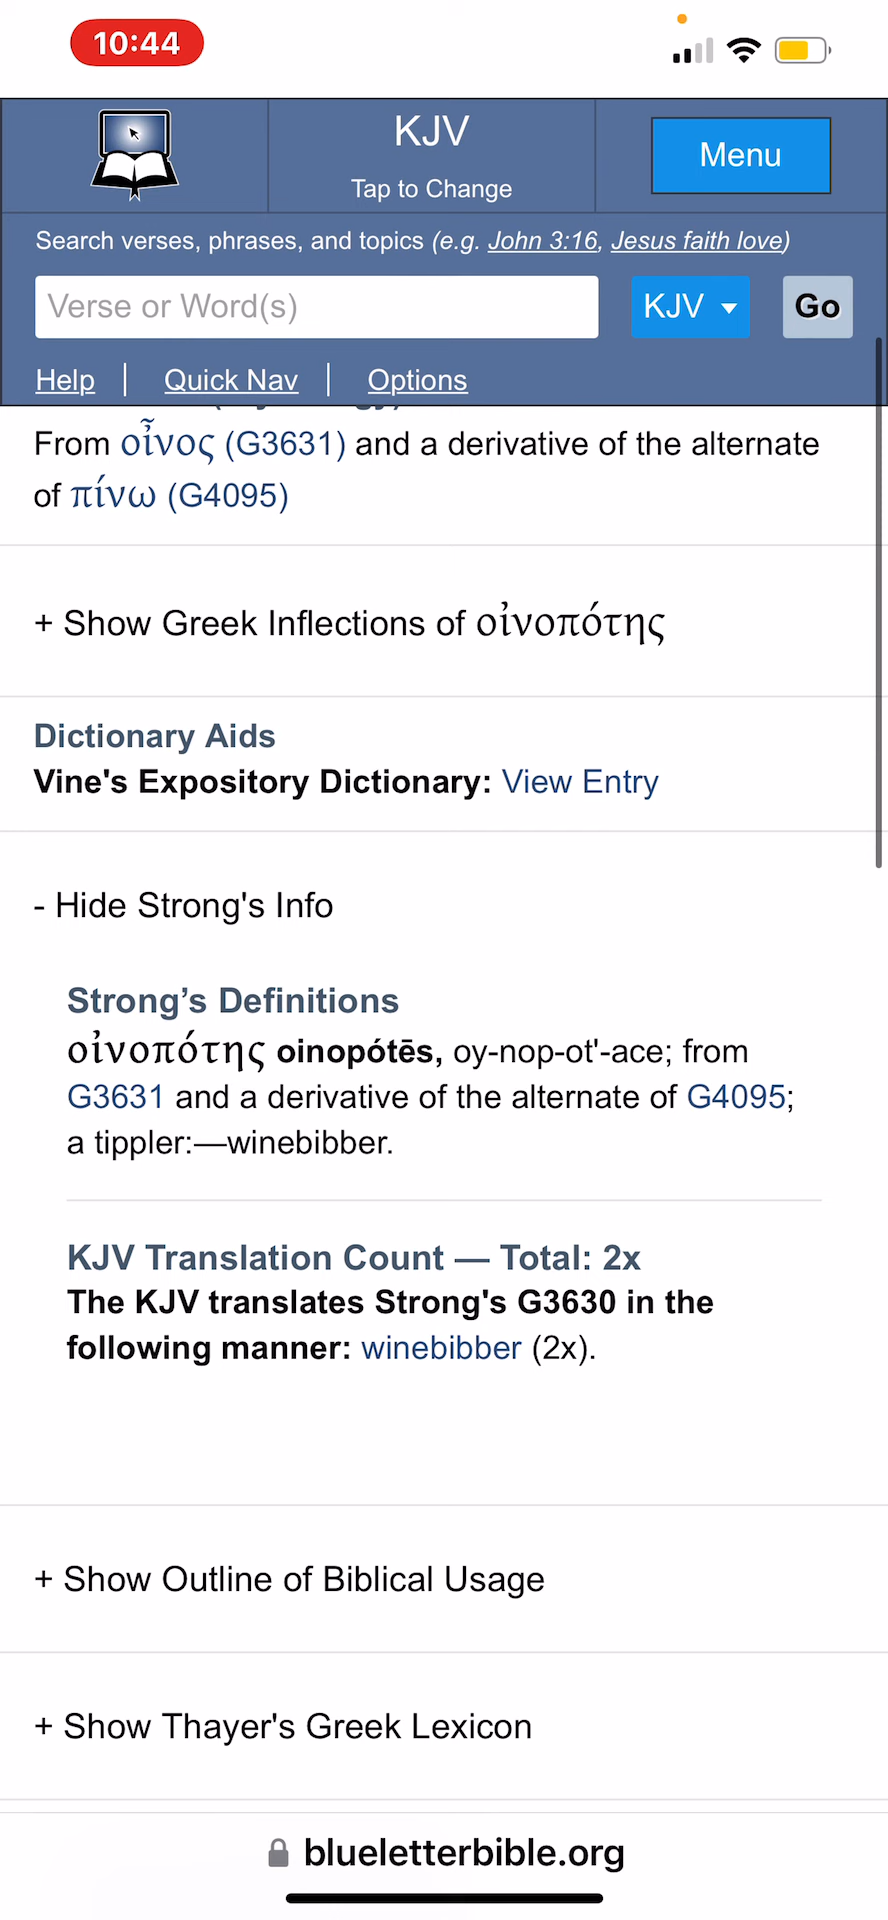 10:44
KJV
Tap to Change
Menu
Search verses, phrases, and topics (e.g. John 3:16, Jesus faith love)
Verse or Word(s)
KJV
Go
Help | Quick Nav | Options
From οἶνος (G3631) and a derivative of the alternate
of πίνω (G4095)
+ Show Greek Inflections of οἰνοπότης
Dictionary Aids
Vine's Expository Dictionary: View Entry
- Hide Strong's Info
Strong’s Definitions
οἰνοπότης oinopótēs, oy-nop-ot'-ace; from
G3631 and a derivative of the alternate of G4095;
a tippler:—winebibber.
KJV Translation Count — Total: 2x
The KJV translates Strong's G3630 in the
following manner: winebibber (2x).
+ Show Outline of Biblical Usage
+ Show Thayer's Greek Lexicon
blueletterbible.org